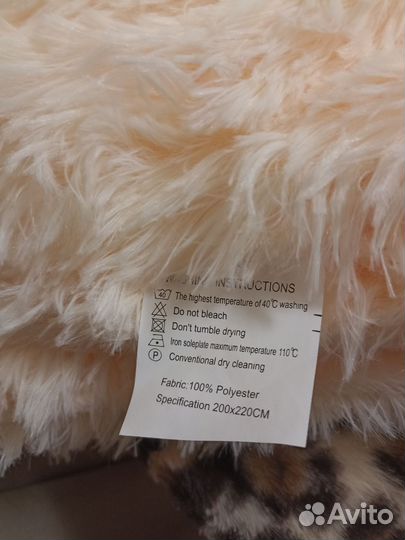 INSTRUCTIONS
40
The highest temperature of 40℃ washing
Do not bleach
Don't tumble drying
Iron soleplate maximum temperature 110℃
P Conventional dry cleaning
Fabric:100% Polyester
Specification 200x220CM
Avito